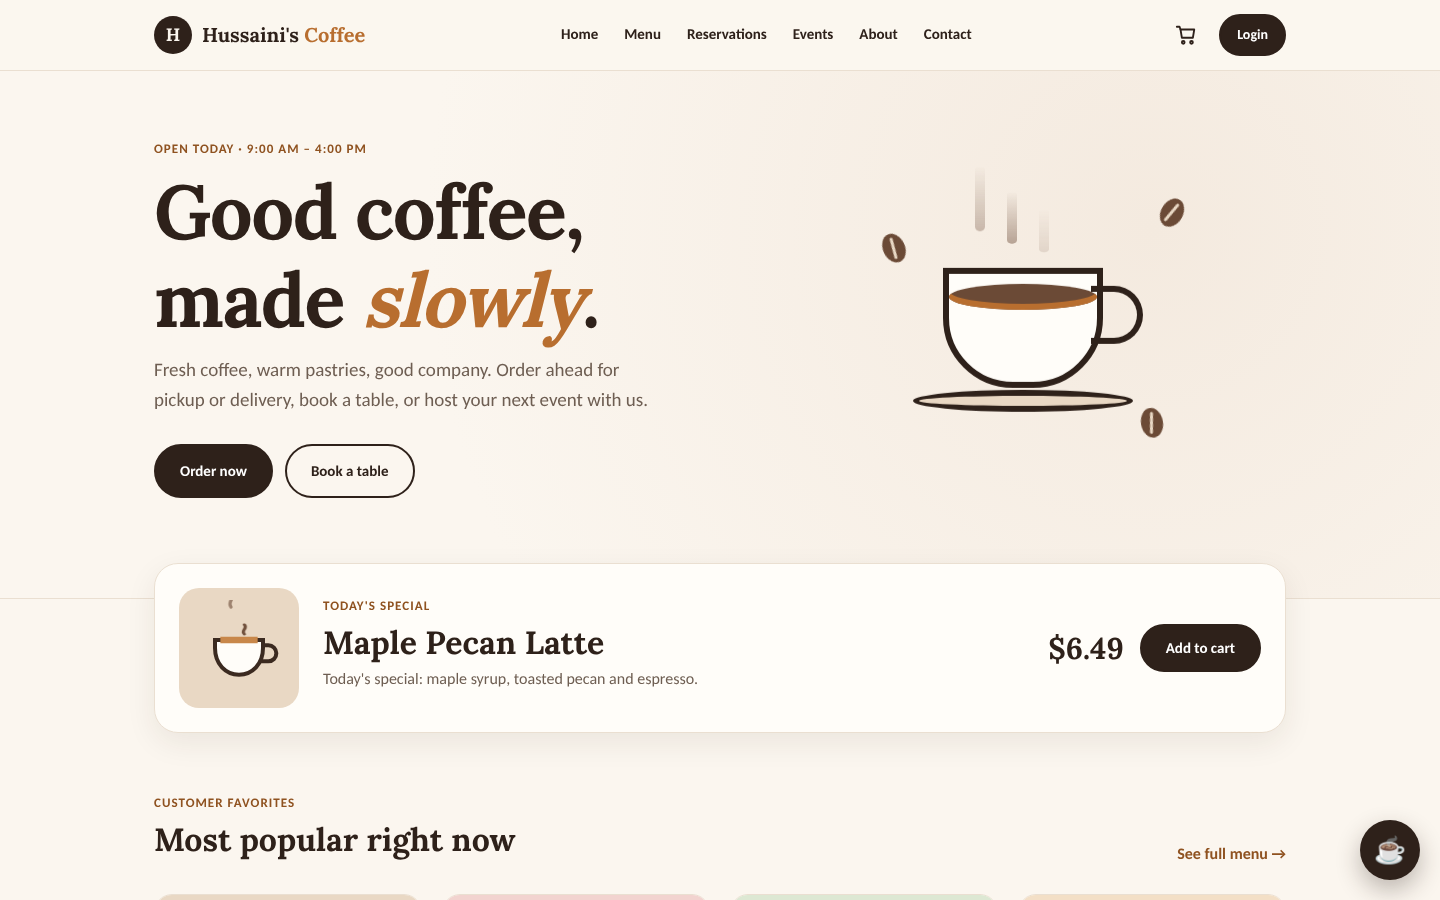 H Hussaini's Coffee
Home Menu Reservations Events About Contact
Login
OPEN TODAY · 9:00 AM – 4:00 PM
Good coffee,
made slowly.
Fresh coffee, warm pastries, good company. Order ahead for
pickup or delivery, book a table, or host your next event with us.
Order now
Book a table
TODAY'S SPECIAL
Maple Pecan Latte
Today's special: maple syrup, toasted pecan and espresso.
$6.49
Add to cart
CUSTOMER FAVORITES
Most popular right now
See full menu →